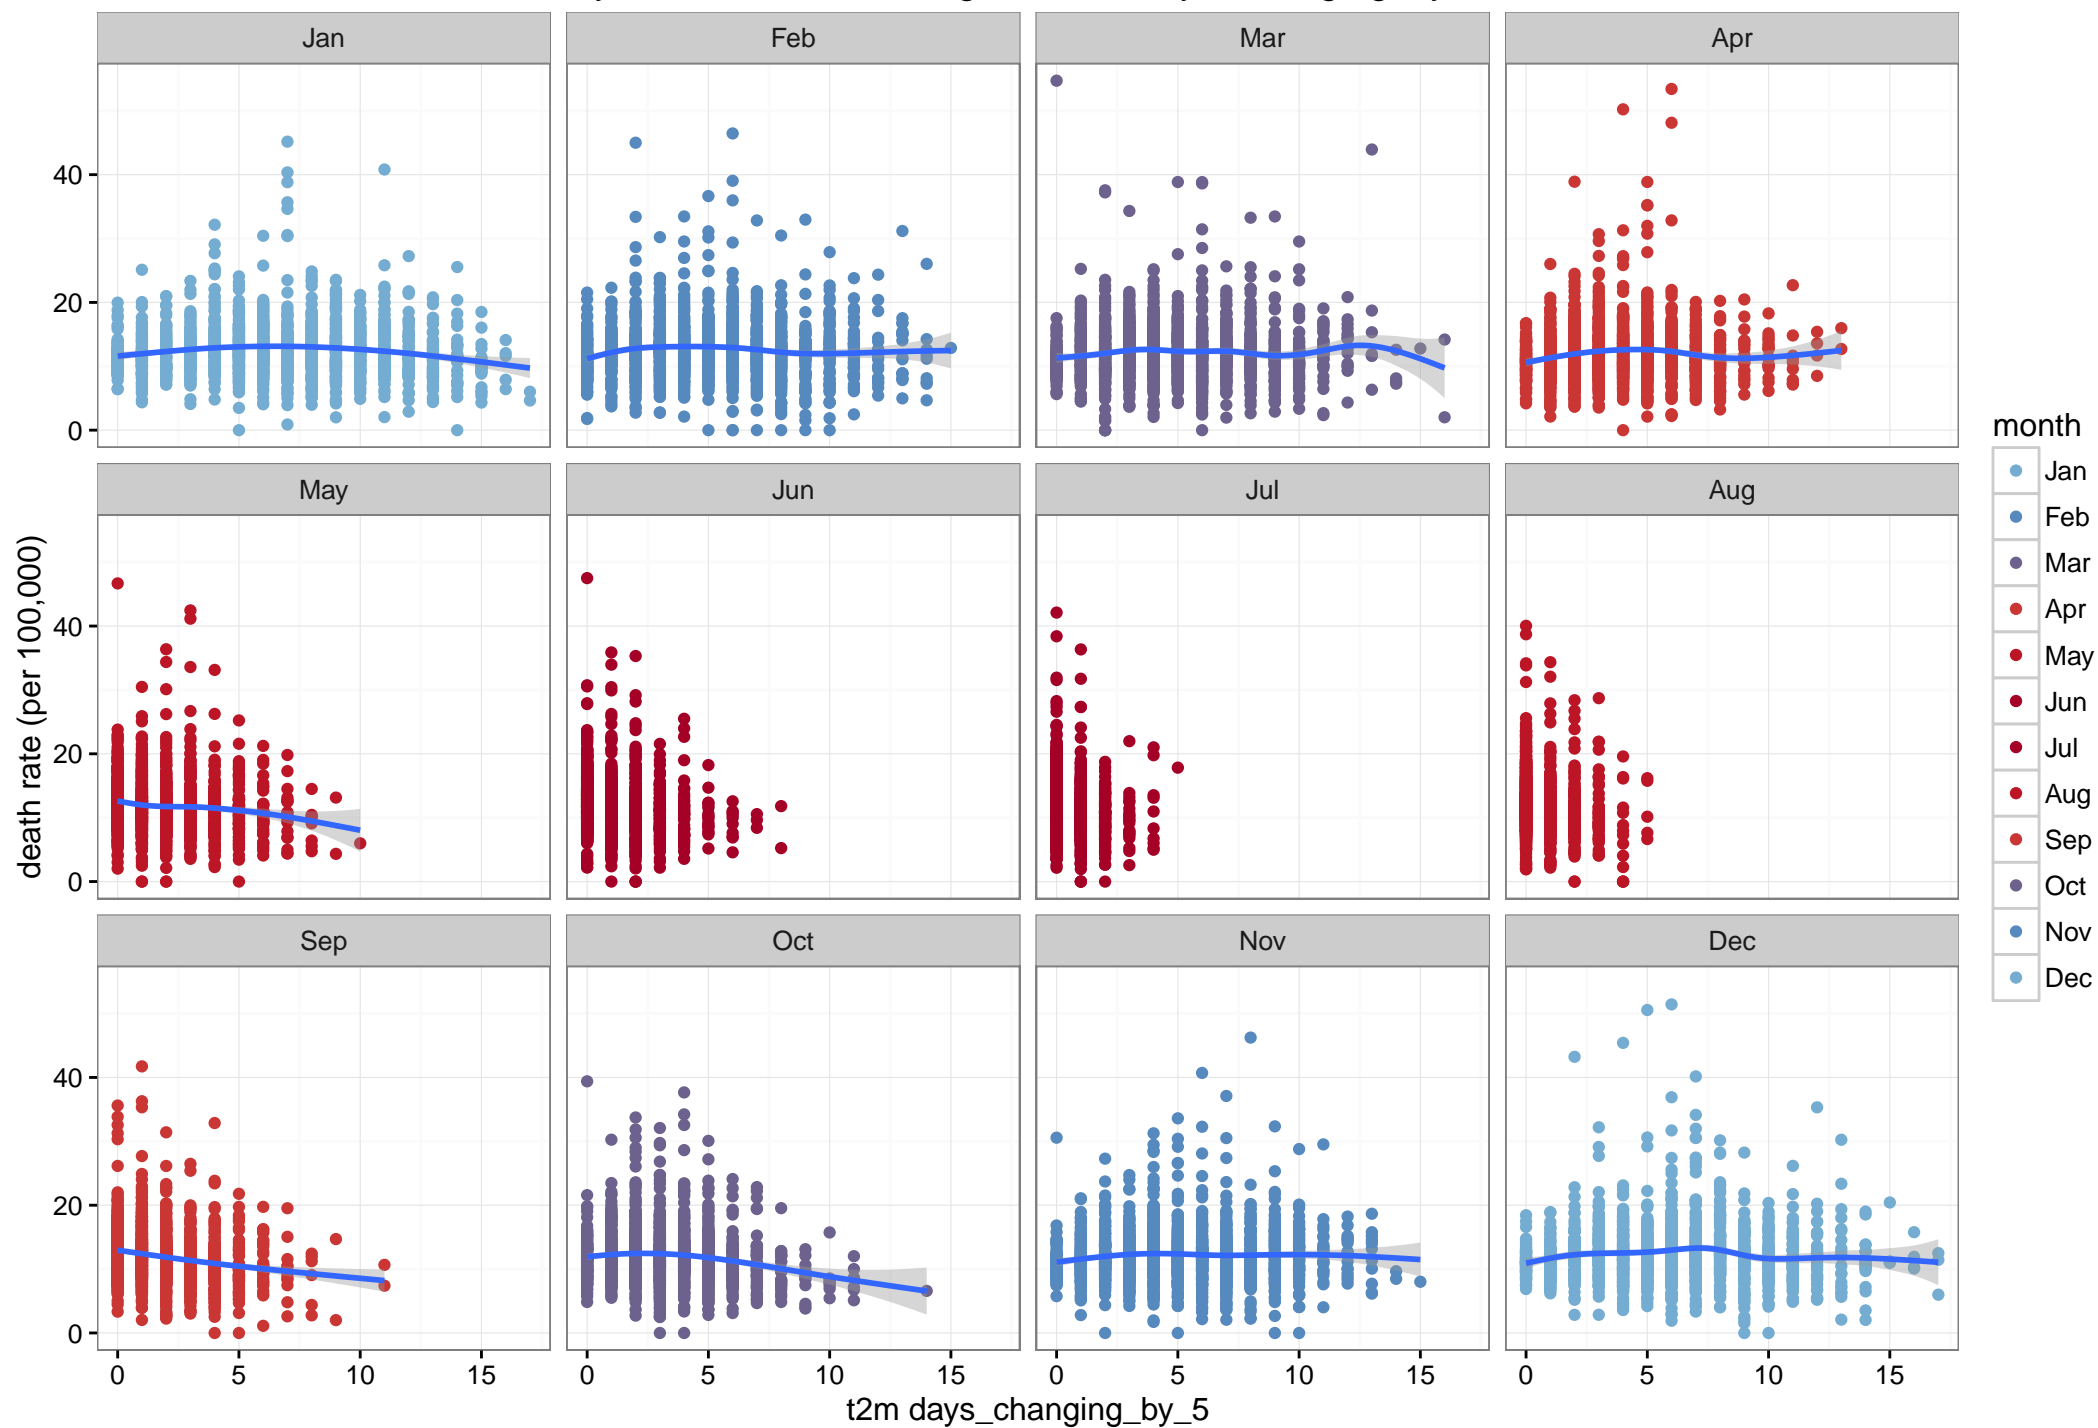 Jan Feb Mar Apr
40
20
0
May Jun Jul Aug
40
20
0
Sep Oct Nov Dec
40
20
0
0 5 10 15 0 5 10 15 0 5 10 15 0 5 10 15
t2m days_changing_by_5
death rate (per 100,000)
month
Jan
Feb
Mar
Apr
May
Jun
Jul
Aug
Sep
Oct
Nov
Dec